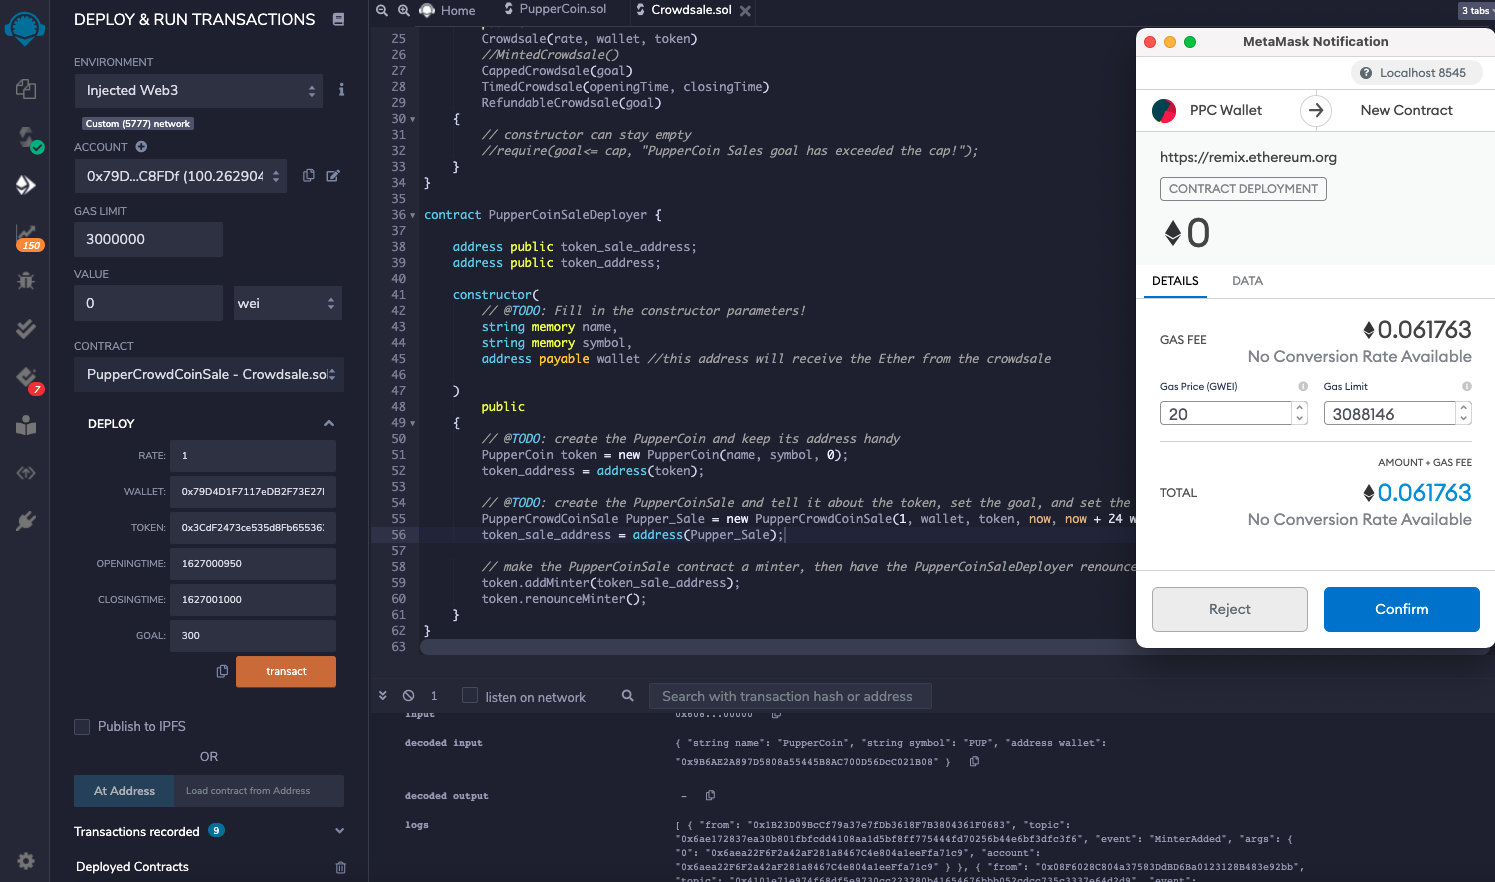 DEPLOY & RUN TRANSACTIONS
ENVIRONMENT
Injected Web3
i
Custom (5777) network
ACCOUNT
0x79D...C8FDf (100.262904
GAS LIMIT
3000000
VALUE
0
wei
CONTRACT
PupperCrowdCoinSale - Crowdsale.sol
DEPLOY
RATE: 1
WALLET: 0x79D4D1F7117eDB2F73E27
TOKEN: 0x3CdF2473ce535d8Fb65536
OPENINGTIME: 1627000950
CLOSINGTIME: 1627001000
GOAL: 300
transact
Publish to IPFS
OR
At Address
Load contract from Address
Transactions recorded 9
Deployed Contracts
150
7
Home
PupperCoin.sol
Crowdsale.sol
3 tabs
25 Crowdsale(rate, wallet, token)
26 //MintedCrowdsale()
27 CappedCrowdsale(goal)
28 TimedCrowdsale(openingTime, closingTime)
29 RefundableCrowdsale(goal)
30 {
31 // constructor can stay empty
32 //require(goal<= cap, "PupperCoin Sales goal has exceeded the cap!");
33 }
34 }
35
36 contract PupperCoinSaleDeployer {
37
38 address public token_sale_address;
39 address public token_address;
40
41 constructor(
42 // @TODO: Fill in the constructor parameters!
43 string memory name,
44 string memory symbol,
45 address payable wallet //this address will receive the Ether from the crowdsale
46
47 )
48 public
49 {
50 // @TODO: create the PupperCoin and keep its address handy
51 PupperCoin token = new PupperCoin(name, symbol, 0);
52 token_address = address(token);
53
54 // @TODO: create the PupperCoinSale and tell it about the token, set the goal, and set the
55 PupperCrowdCoinSale Pupper_Sale = new PupperCrowdCoinSale(1, wallet, token, now, now + 24 w
56 token_sale_address = address(Pupper_Sale);
57
58 // make the PupperCoinSale contract a minter, then have the PupperCoinSaleDeployer renounce
59 token.addMinter(token_sale_address);
60 token.renounceMinter();
61 }
62 }
63
1
listen on network
Search with transaction hash or address
input 0x608...00000
decoded input { "string name": "PupperCoin", "string symbol": "PUP", "address wallet":
"0x9B6AE2A897D5808a55445B8AC700D56DcC021B08" }
decoded output -
logs [ { "from": "0x1B23D09BcCf79a37e7fDb3618F7B3804361F0683", "topic":
"0x6ae172837ea30b801fbfcdd4108aa1d5bf8ff775444fd70256b44e6bf3dfc3f6", "event": "MinterAdded", "args": {
"0": "0x6aea22F6F2a42aF281a8467C4e804a1eeFfa71c9", "account":
"0x6aea22F6F2a42aF281a8467C4e804a1eeFfa71c9" } }, { "from": "0x08F6028C804a37583DdBD6Ba0123128B483e92bb",
MetaMask Notification
Localhost 8545
PPC Wallet
New Contract
https://remix.ethereum.org
CONTRACT DEPLOYMENT
0
DETAILS
DATA
GAS FEE
0.061763
No Conversion Rate Available
Gas Price (GWEI)
Gas Limit
20
3088146
AMOUNT + GAS FEE
TOTAL
0.061763
No Conversion Rate Available
Reject
Confirm